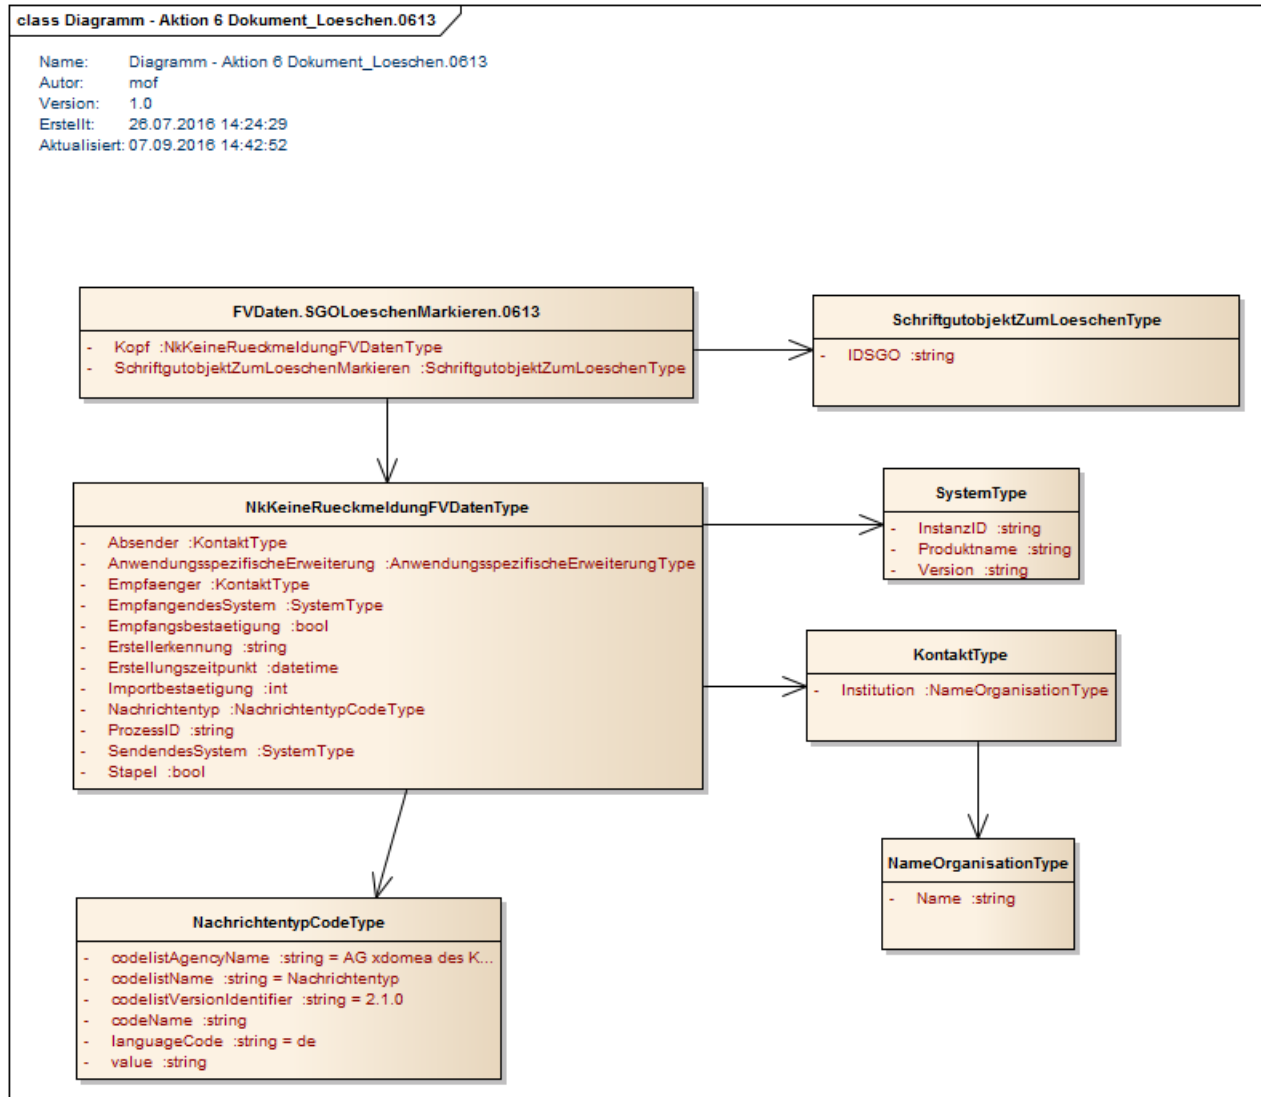 class Diagramm - Aktion 6 Dokument_Loeschen.0613
Name: Diagramm - Aktion 6 Dokument_Loeschen.0613
Autor: mof
Version: 1.0
Erstellt: 26.07.2016 14:24:29
Aktualisiert: 07.09.2016 14:42:52
FVDaten.SGOLoeschenMarkieren.0613
- Kopf :NkKeineRueckmeldungFVDatenType
- SchriftgutobjektZumLoeschenMarkieren :SchriftgutobjektZumLoeschenType
SchriftgutobjektZumLoeschenType
- IDSGO :string
NkKeineRueckmeldungFVDatenType
- Absender :KontaktType
- AnwendungsspezifischeErweiterung :AnwendungsspezifischeErweiterungType
- Empfaenger :KontaktType
- EmpfangendesSystem :SystemType
- Empfangsbestaetigung :bool
- Erstellerkennung :string
- Erstellungszeitpunkt :datetime
- Importbestaetigung :int
- Nachrichtentyp :NachrichtentypCodeType
- ProzessID :string
- SendendesSystem :SystemType
- Stapel :bool
SystemType
- InstanzID :string
- Produktname :string
- Version :string
KontaktType
- Institution :NameOrganisationType
NameOrganisationType
- Name :string
NachrichtentypCodeType
- codelistAgencyName :string = AG xdomea des K...
- codelistName :string = Nachrichtentyp
- codelistVersionIdentifier :string = 2.1.0
- codeName :string
- languageCode :string = de
- value :string